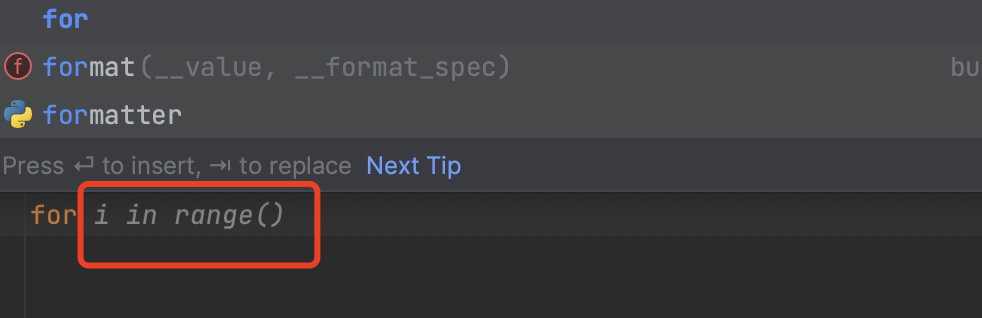 for
format(__value, __format_spec) bu
formatter
Press ↵ to insert, ⇥ to replace Next Tip
for i in range()